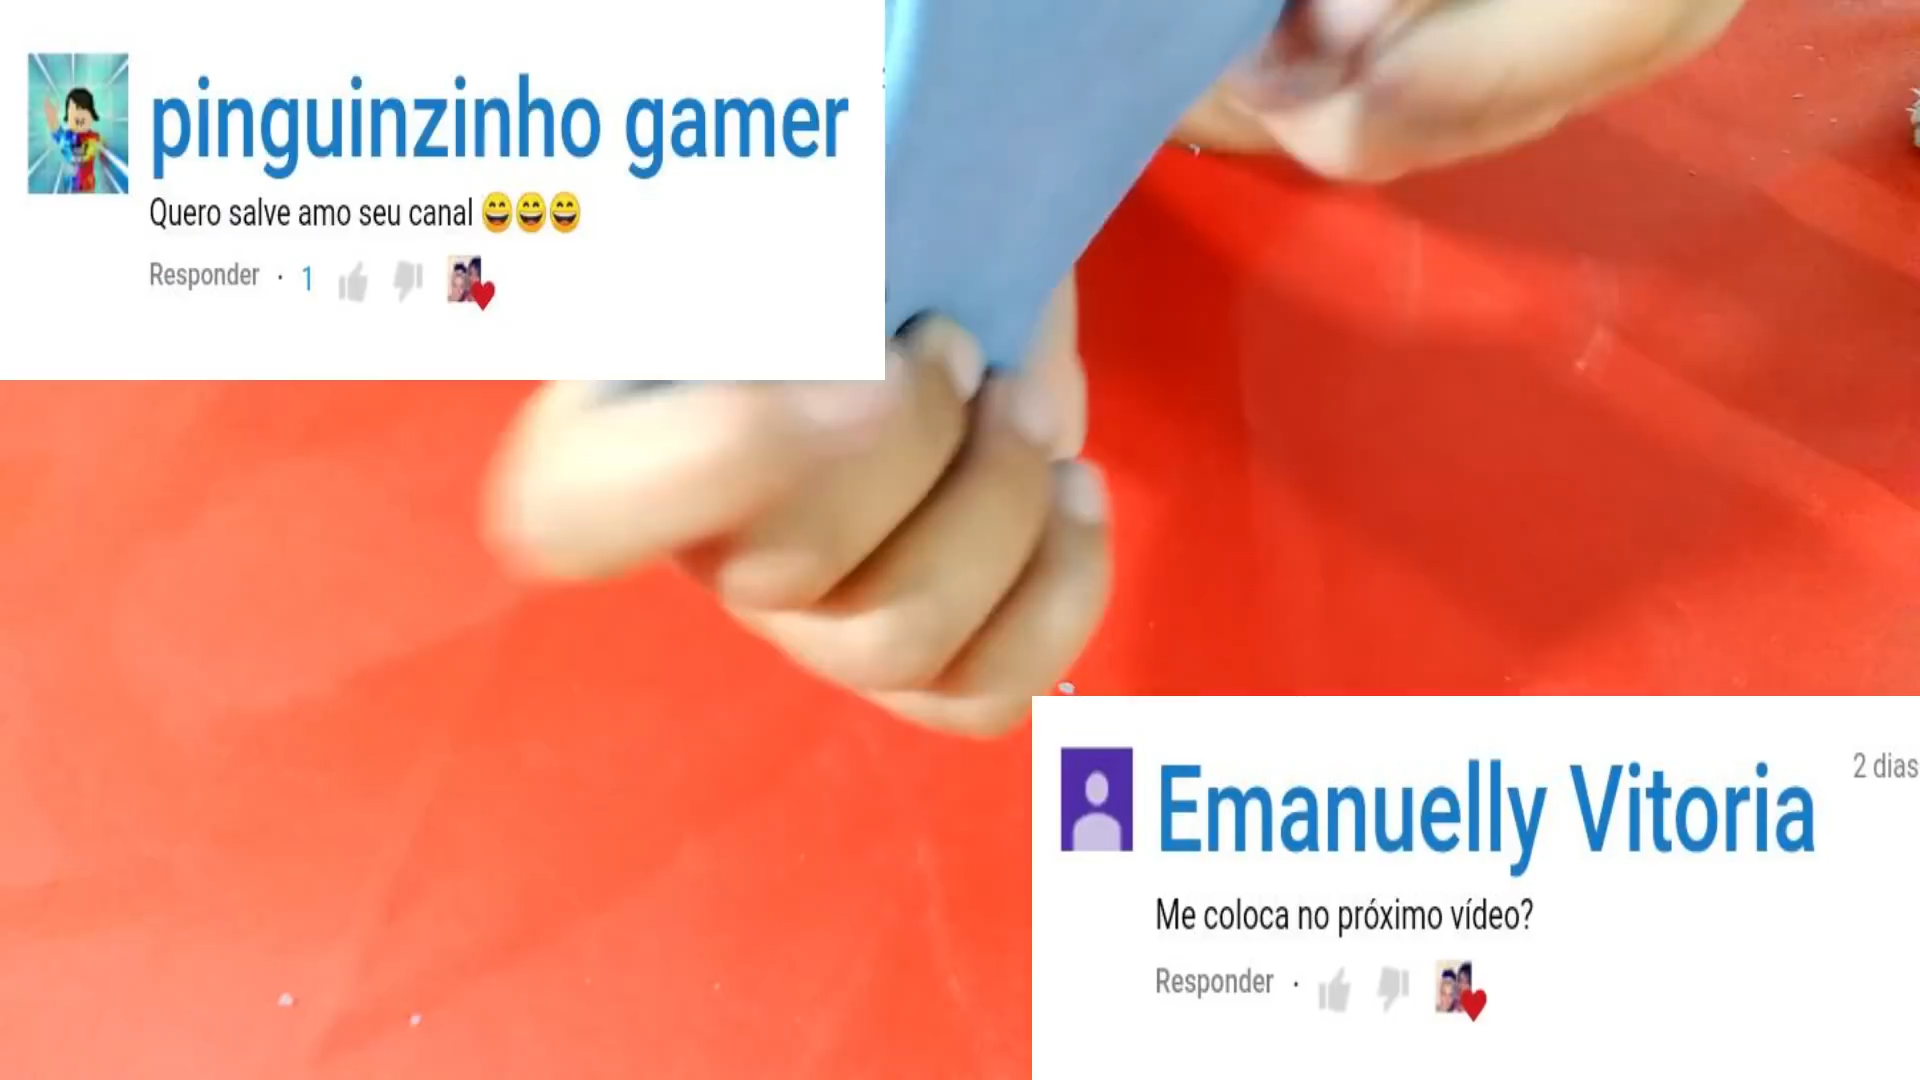 pinguinzinho gamer
Quero salve amo seu canal 😄😄😄
Responder · 1
Emanuelly Vitoria
2 dias
Me coloca no próximo vídeo?
Responder ·